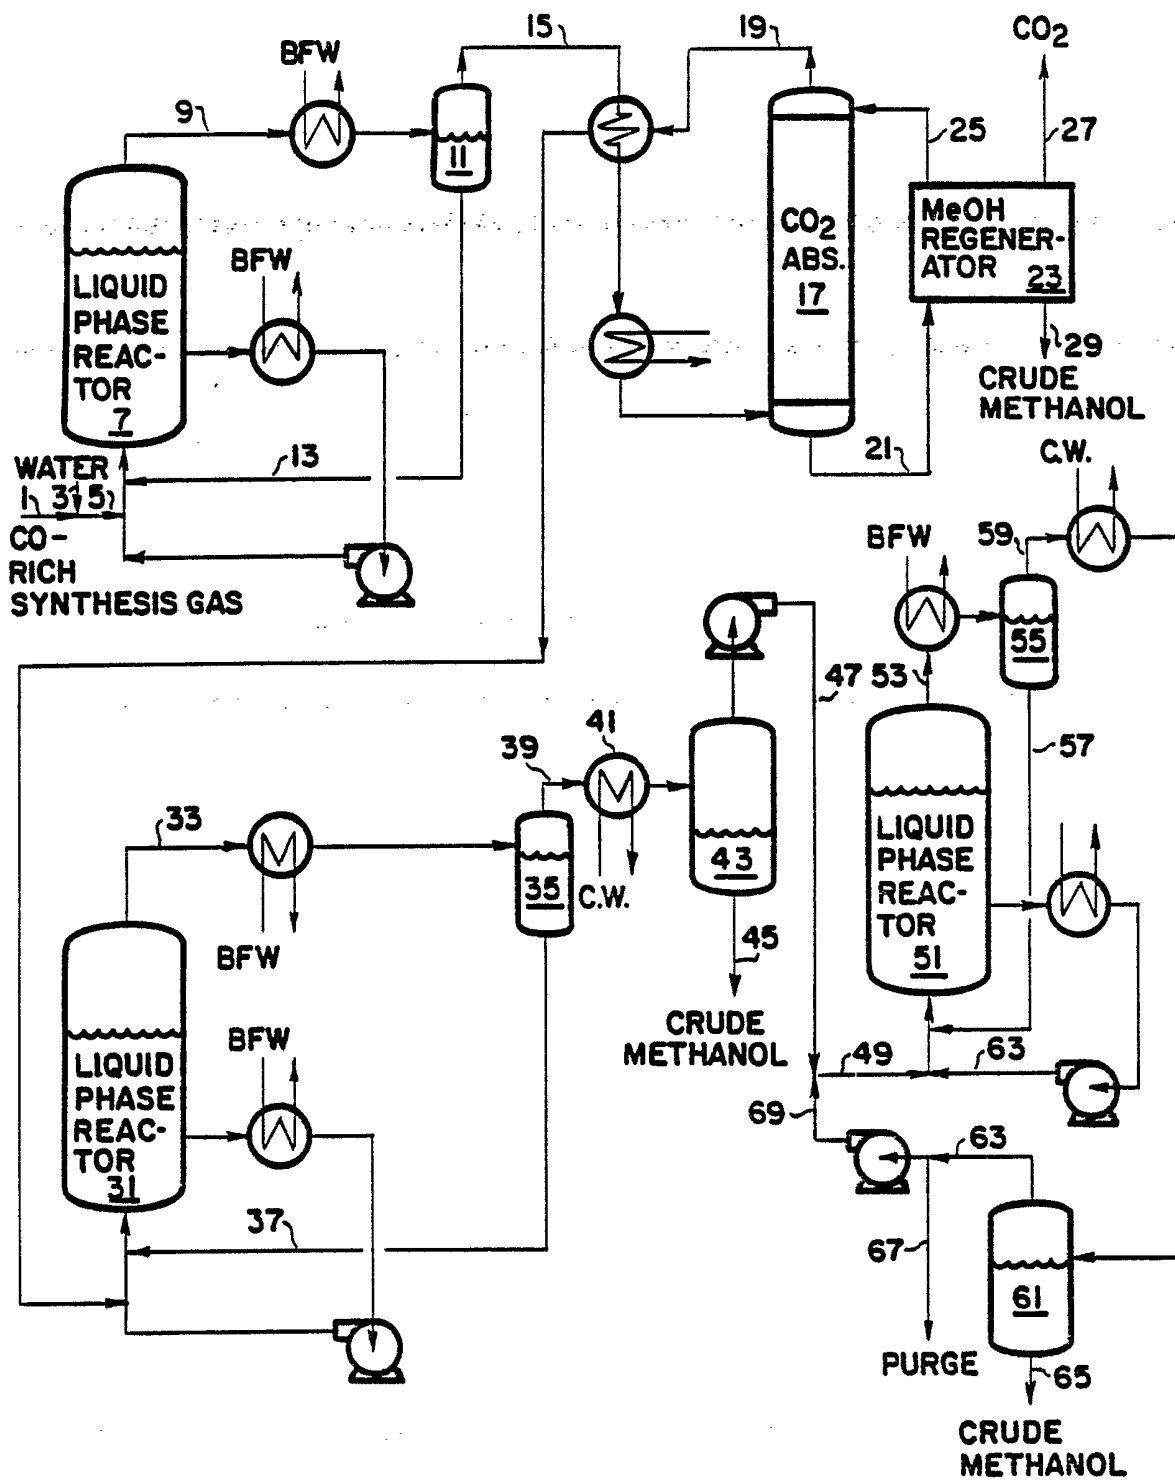 15
19
CO2
BFW
9
11
25
27
MeOH
REGENER-
ATOR 23
CO2
ABS.
17
BFW
LIQUID
PHASE
REAC-
TOR
7
29
CRUDE
METHANOL
WATER
1 3 5
13
21
C.W.
CO-
RICH
SYNTHESIS GAS
BFW
59
55
47
53
41
39
57
33
LIQUID
PHASE
REAC-
TOR
51
43
35
C.W.
BFW
45
CRUDE
METHANOL
BFW
LIQUID
PHASE
REAC-
TOR
31
49
63
69
63
37
67
61
PURGE
65
CRUDE
METHANOL